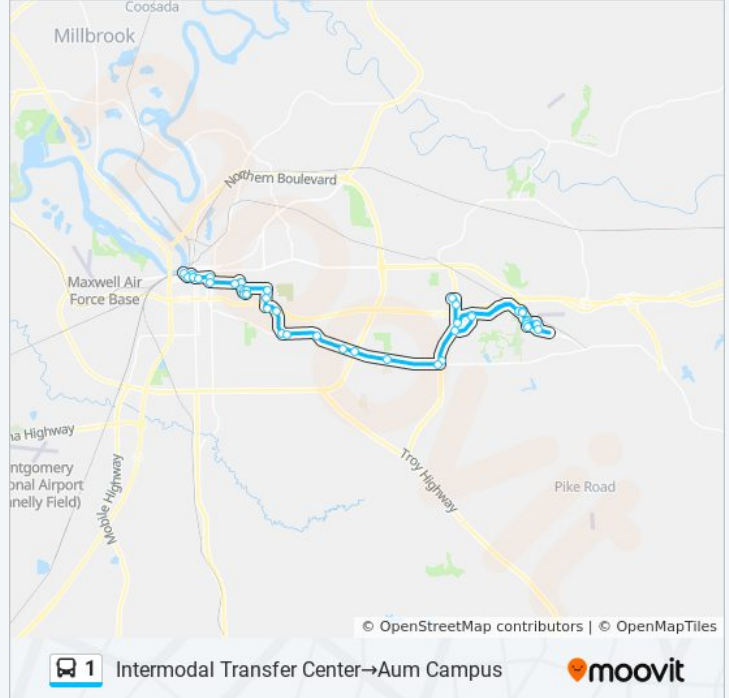 Coosada
Millbrook
Northern Boulevard
Maxwell Air
Force Base
na Highway
ntgomery
onal Airport
nnelly Field)
Mobile Highway
Troy Highway
Pike Road
© OpenStreetMap contributors | © OpenMapTiles
1 Intermodal Transfer Center→Aum Campus
moovit